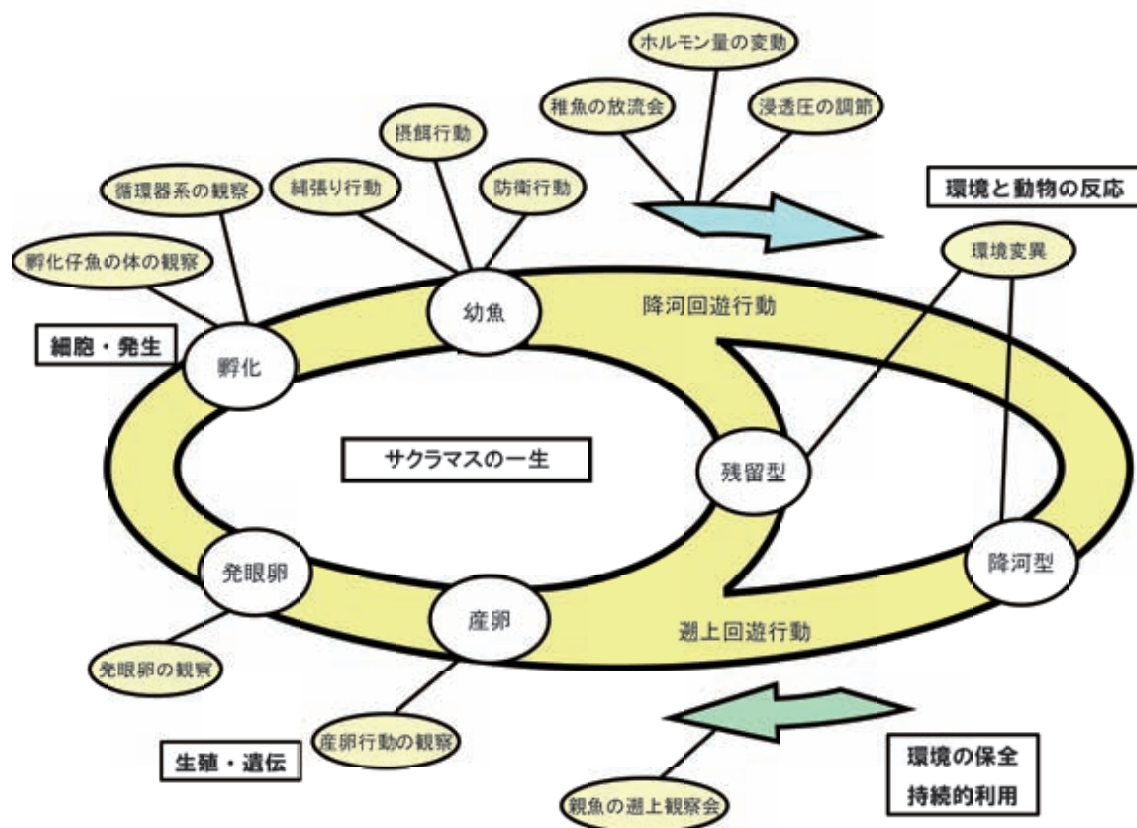 ホルモン量の変動
稚魚の放流会
浸透圧の調節
摂餌行動
縄張り行動
防衛行動
循環器系の観察
孵化仔魚の体の観察
環境と動物の反応
環境変異
幼魚
降河回遊行動
細胞・発生
孵化
サクラマスの一生
残留型
発眼卵
産卵
降河型
遡上回遊行動
発眼卵の観察
産卵行動の観察
生殖・遺伝
環境の保全
持続的利用
親魚の遡上観察会